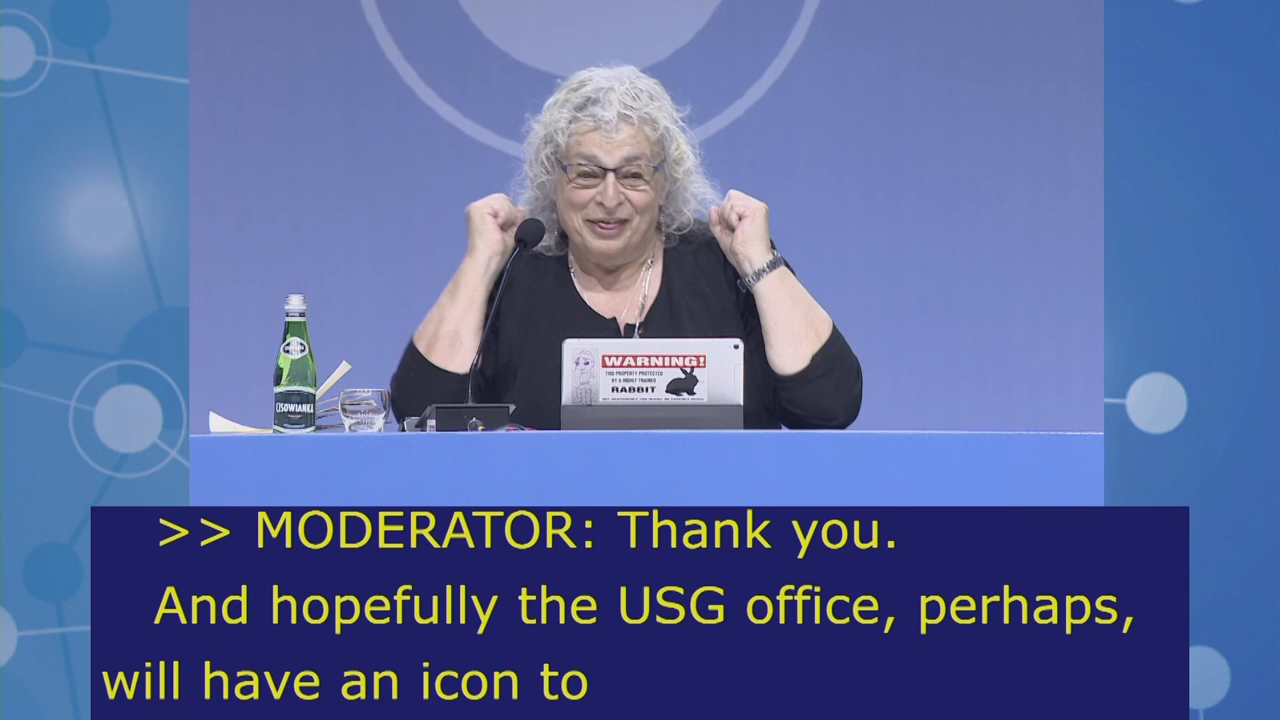 WARNING!
THIS PROPERTY PROTECTED
BY A HIGHLY TRAINED
RABBIT
CISOWIANKA
>> MODERATOR: Thank you.
And hopefully the USG office, perhaps,
will have an icon to